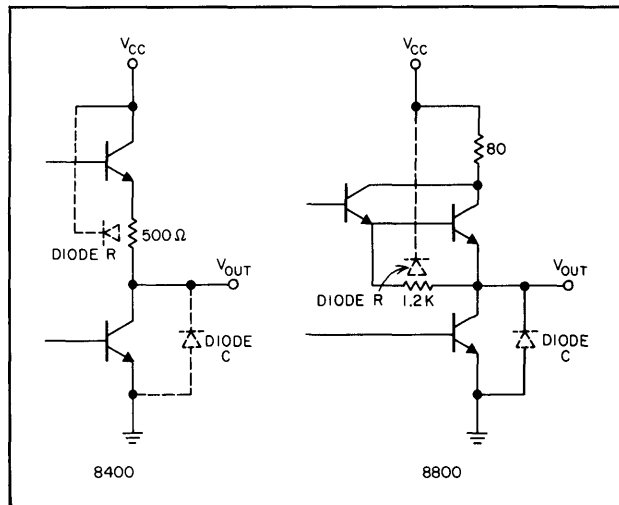 VCC
DIODE R
500Ω
VOUT
DIODE
C
8400
VCC
80
DIODE R
1.2K
VOUT
DIODE
C
8800